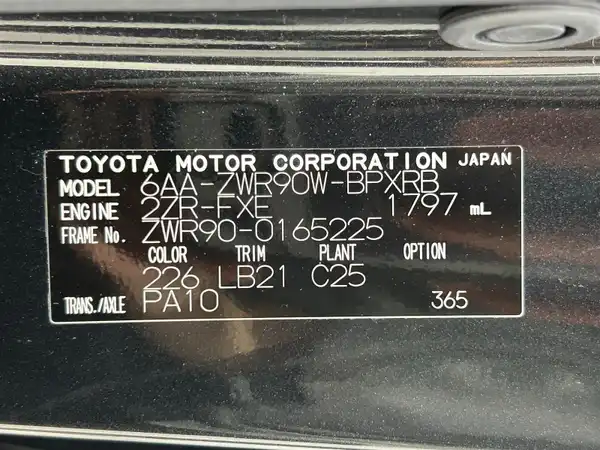 TOYOTA MOTOR CORPORATION JAPAN
MODEL 6AA-ZWR90W-BPXRB
ENGINE 2ZR-FXE 1797 mL
FRAME No. ZWR90-0165225
COLOR TRIM PLANT OPTION
226 LB21 C25
TRANS./AXLE PA10 365